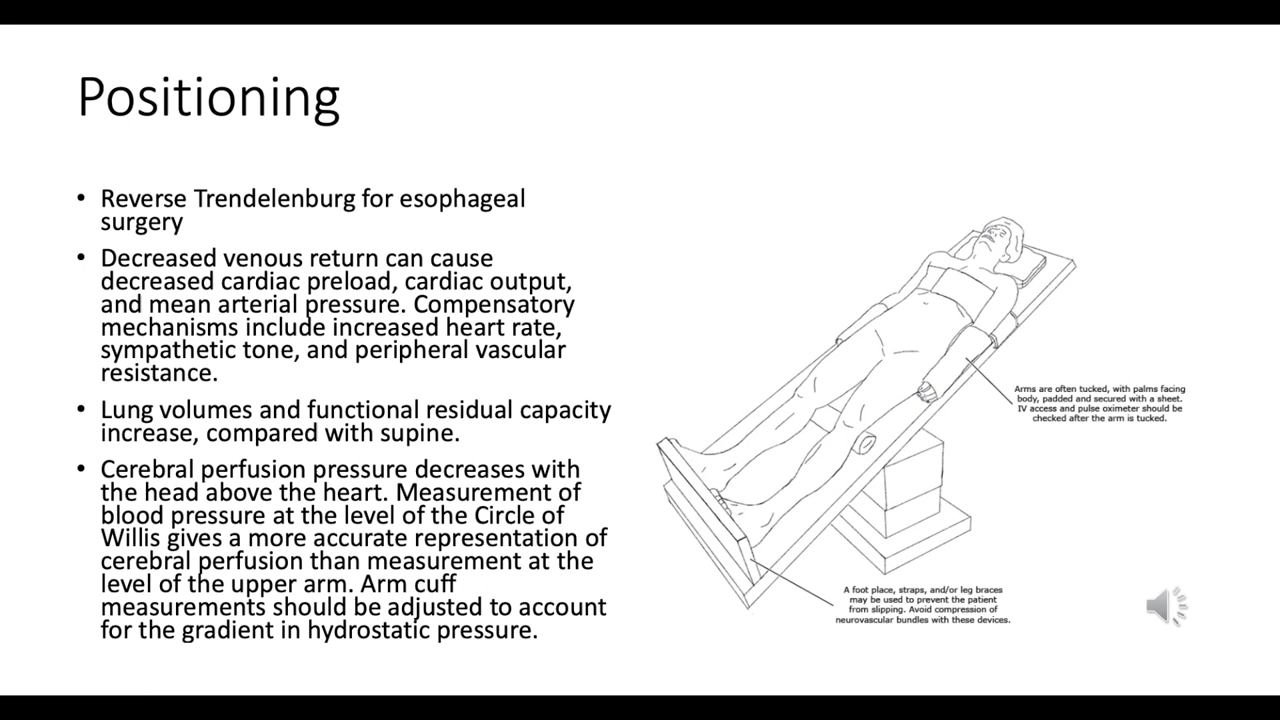 Positioning
• Reverse Trendelenburg for esophageal
surgery
• Decreased venous return can cause
decreased cardiac preload, cardiac output,
and mean arterial pressure. Compensatory
mechanisms include increased heart rate,
sympathetic tone, and peripheral vascular
resistance.
• Lung volumes and functional residual capacity
increase, compared with supine.
• Cerebral perfusion pressure decreases with
the head above the heart. Measurement of
blood pressure at the level of the Circle of
Willis gives a more accurate representation of
cerebral perfusion than measurement at the
level of the upper arm. Arm cuff
measurements should be adjusted to account
for the gradient in hydrostatic pressure.
Arms are often tucked, with palms facing
body, padded and secured with a sheet.
IV access and pulse oximeter should be
checked after the arm is tucked.
A foot place, straps, and/or leg braces
may be used to prevent the patient
from slipping. Avoid compression of
neurovascular bundles with these devices.